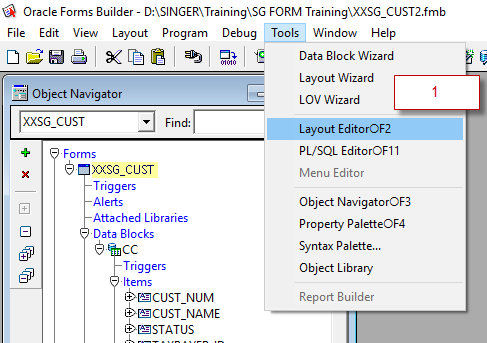 Oracle Forms Builder - D:\SINGER\Training\SG FORM Training\XXSG_CUST2.fmb
File Edit View Layout Program Debug Tools Window Help
Data Block Wizard
Layout Wizard
LOV Wizard
1
Layout EditorOF2
PL/SQL EditorOF11
Menu Editor
Object NavigatorOF3
Property PaletteOF4
Syntax Palette...
Object Library
Report Builder
Object Navigator
XXSG_CUST
Find:
Forms
XXSG_CUST
Triggers
Alerts
Attached Libraries
Data Blocks
CC
Triggers
Items
CUST_NUM
CUST_NAME
STATUS